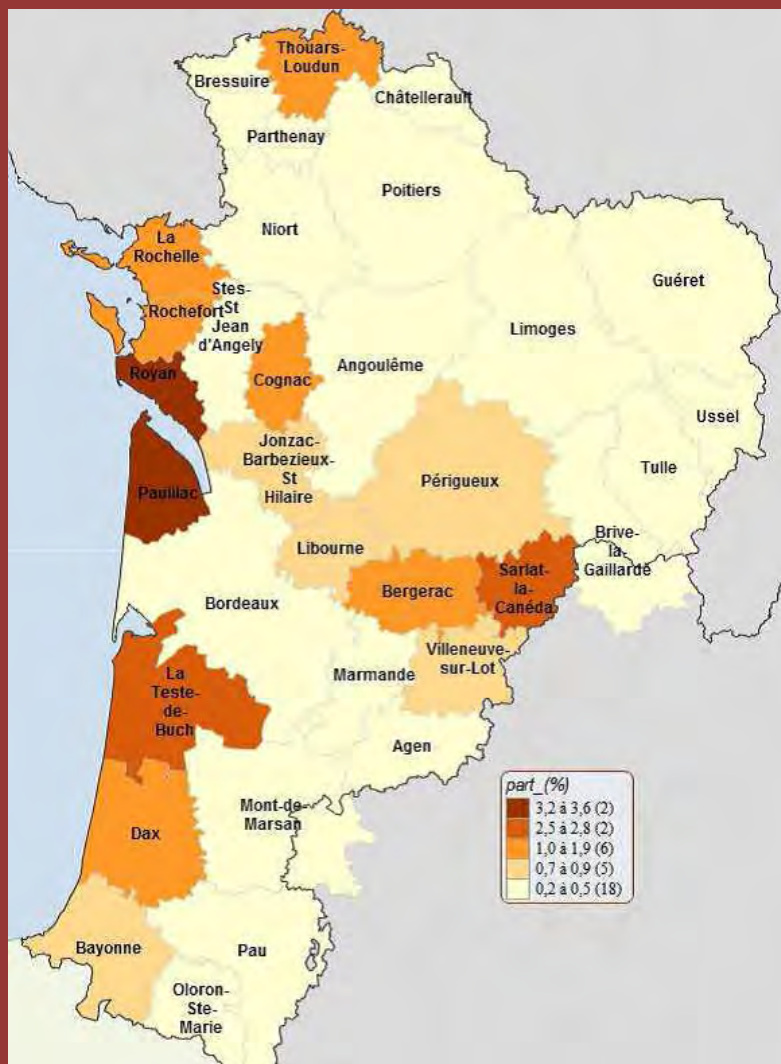 Thouars-
Loudun
Bressuire
Châtellerault
Parthenay
Poitiers
Niort
La
Rochelle
Guéret
Stes-
St
Jean
d'Angely
Rochefort
Limoges
Royan
Cognac
Angoulême
Ussel
Jonzac-
Barbezieux-
St
Hilaire
Tulle
Périgueux
Pauillac
Brive-
la-
Gaillarde
Libourne
Sarlat-
la-
Canéda
Bergerac
Bordeaux
Villeneuve-
sur-Lot
Marmande
La
Teste-
de-
Buch
Agen
part_(%)
3,2 à 3,6 (2)
2,5 à 2,8 (2)
1,0 à 1,9 (6)
0,7 à 0,9 (5)
0,2 à 0,5 (18)
Mont-de-
Marsan
Dax
Bayonne
Pau
Oloron-
Ste-
Marie